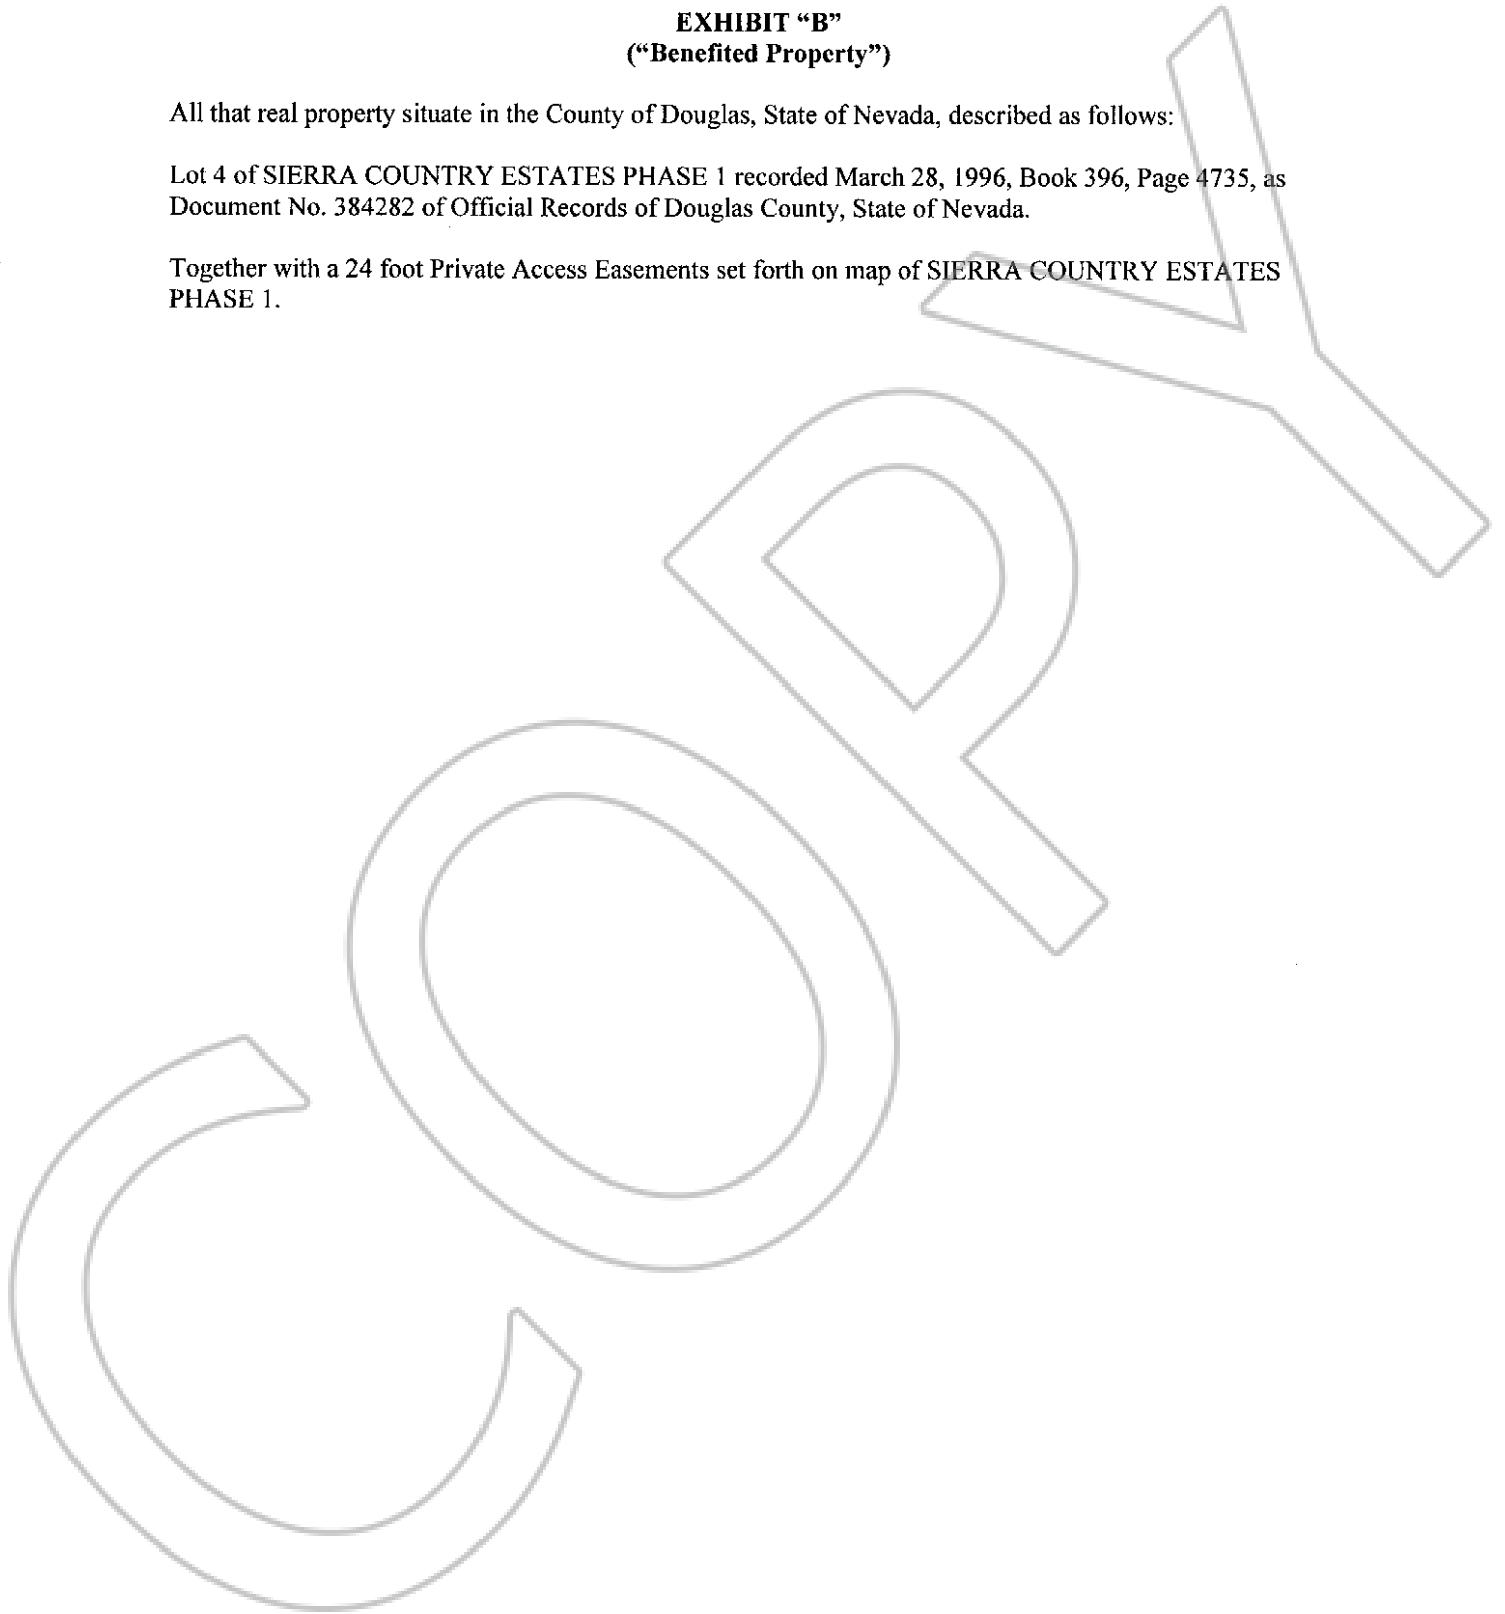 EXHIBIT “B”
(“Benefited Property”)
All that real property situate in the County of Douglas, State of Nevada, described as follows:
Lot 4 of SIERRA COUNTRY ESTATES PHASE 1 recorded March 28, 1996, Book 396, Page 4735, as
Document No. 384282 of Official Records of Douglas County, State of Nevada.
Together with a 24 foot Private Access Easements set forth on map of SIERRA COUNTRY ESTATES
PHASE 1.
COPY